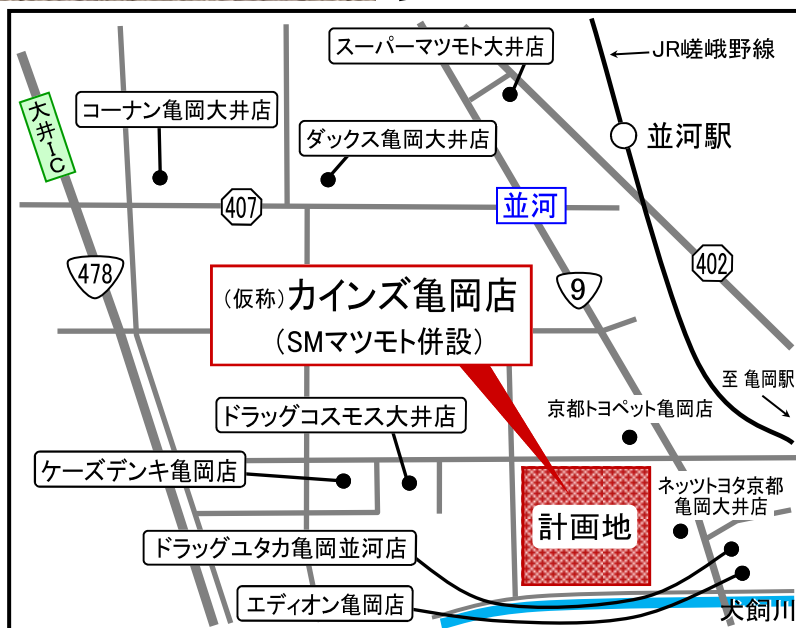 スーパーマツモト大井店
JR嵯峨野線
大井IC
コーナン亀岡大井店
ダックス亀岡大井店
並河駅
407
並河
478
402
9
(仮称)カインズ亀岡店
(SMマツモト併設)
至 亀岡駅
京都トヨペット亀岡店
ドラッグコスモス大井店
ケーズデンキ亀岡店
ネッツトヨタ京都
亀岡大井店
計画地
ドラッグユタカ亀岡並河店
エディオン亀岡店
犬飼川